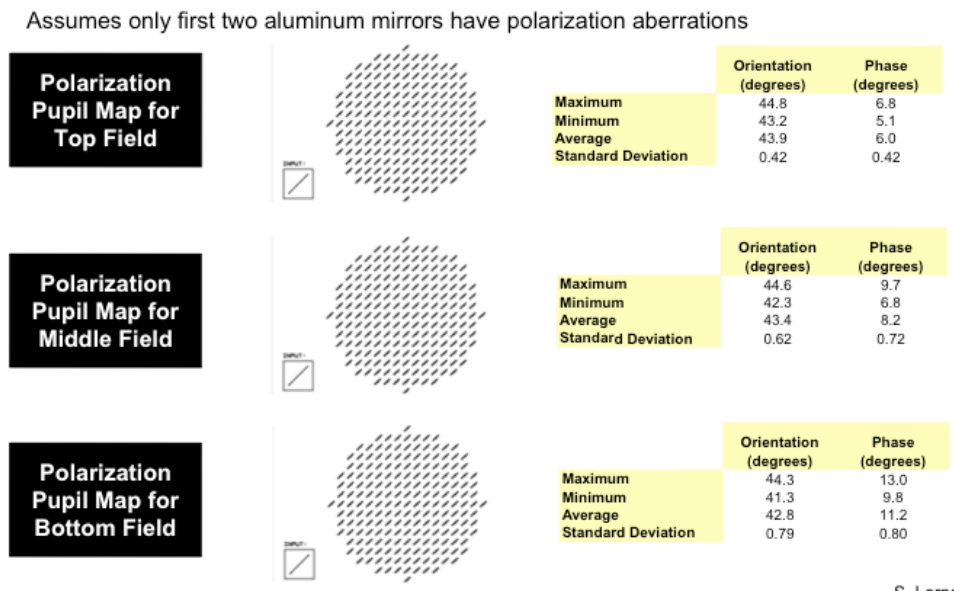 Assumes only first two aluminum mirrors have polarization aberrations
Polarization
Pupil Map for
Top Field
INPUT:
Orientation Phase
(degrees) (degrees)
Maximum 44.8 6.8
Minimum 43.2 5.1
Average 43.9 6.0
Standard Deviation 0.42 0.42
Polarization
Pupil Map for
Middle Field
INPUT:
Orientation Phase
(degrees) (degrees)
Maximum 44.6 9.7
Minimum 42.3 6.8
Average 43.4 8.2
Standard Deviation 0.62 0.72
Polarization
Pupil Map for
Bottom Field
INPUT:
Orientation Phase
(degrees) (degrees)
Maximum 44.3 13.0
Minimum 41.3 9.8
Average 42.8 11.2
Standard Deviation 0.79 0.80